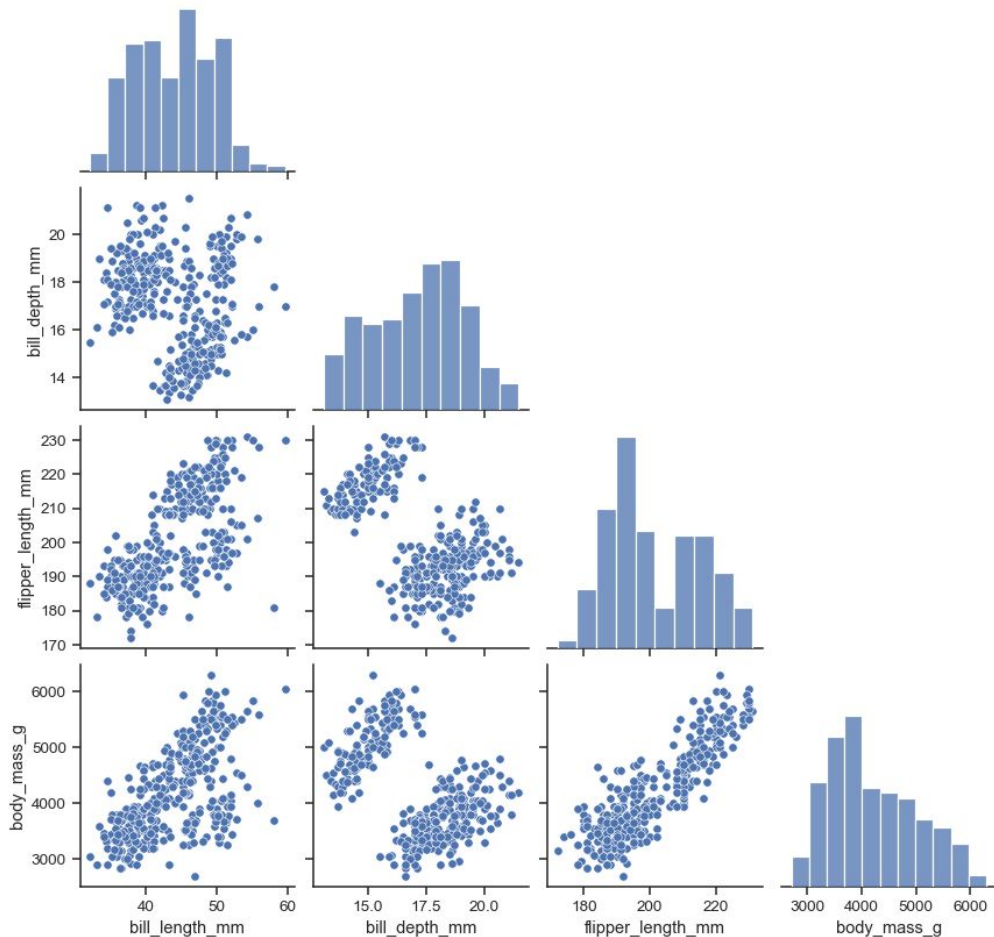 bill_depth_mm
20
18
16
14
flipper_length_mm
230
220
210
200
190
180
170
body_mass_g
6000
5000
4000
3000
40 50 60
bill_length_mm
15.0 17.5 20.0
bill_depth_mm
180 200 220
flipper_length_mm
3000 4000 5000 6000
body_mass_g